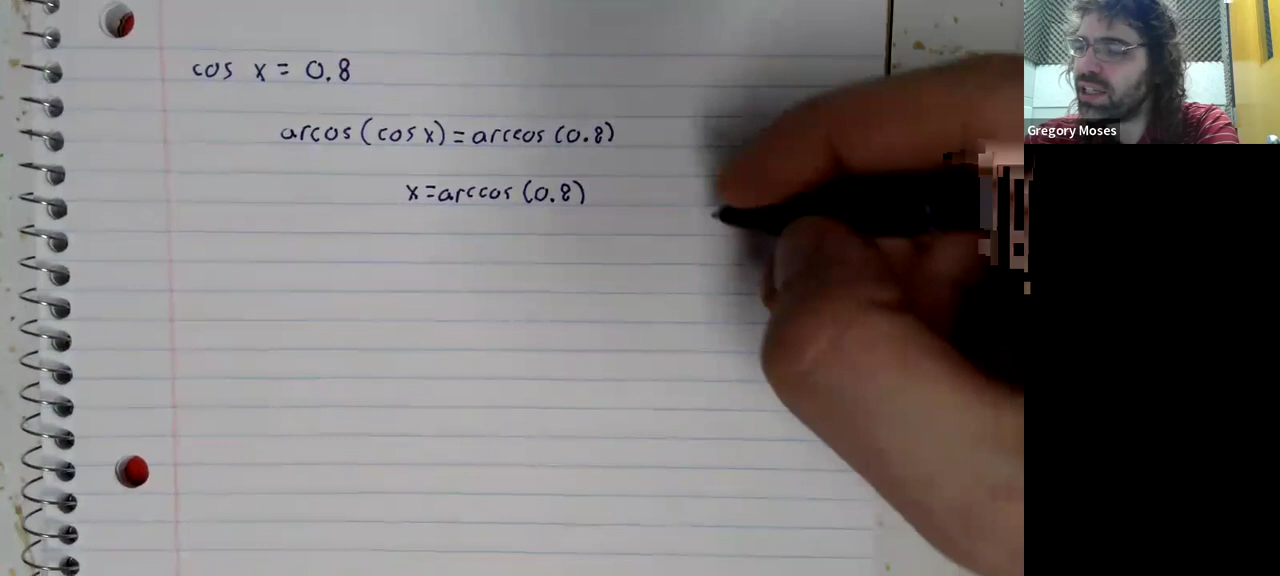 cos x = 0.8
arcos(cos x) = arccos (0.8)
x = arccos (0.8)
Gregory Moses